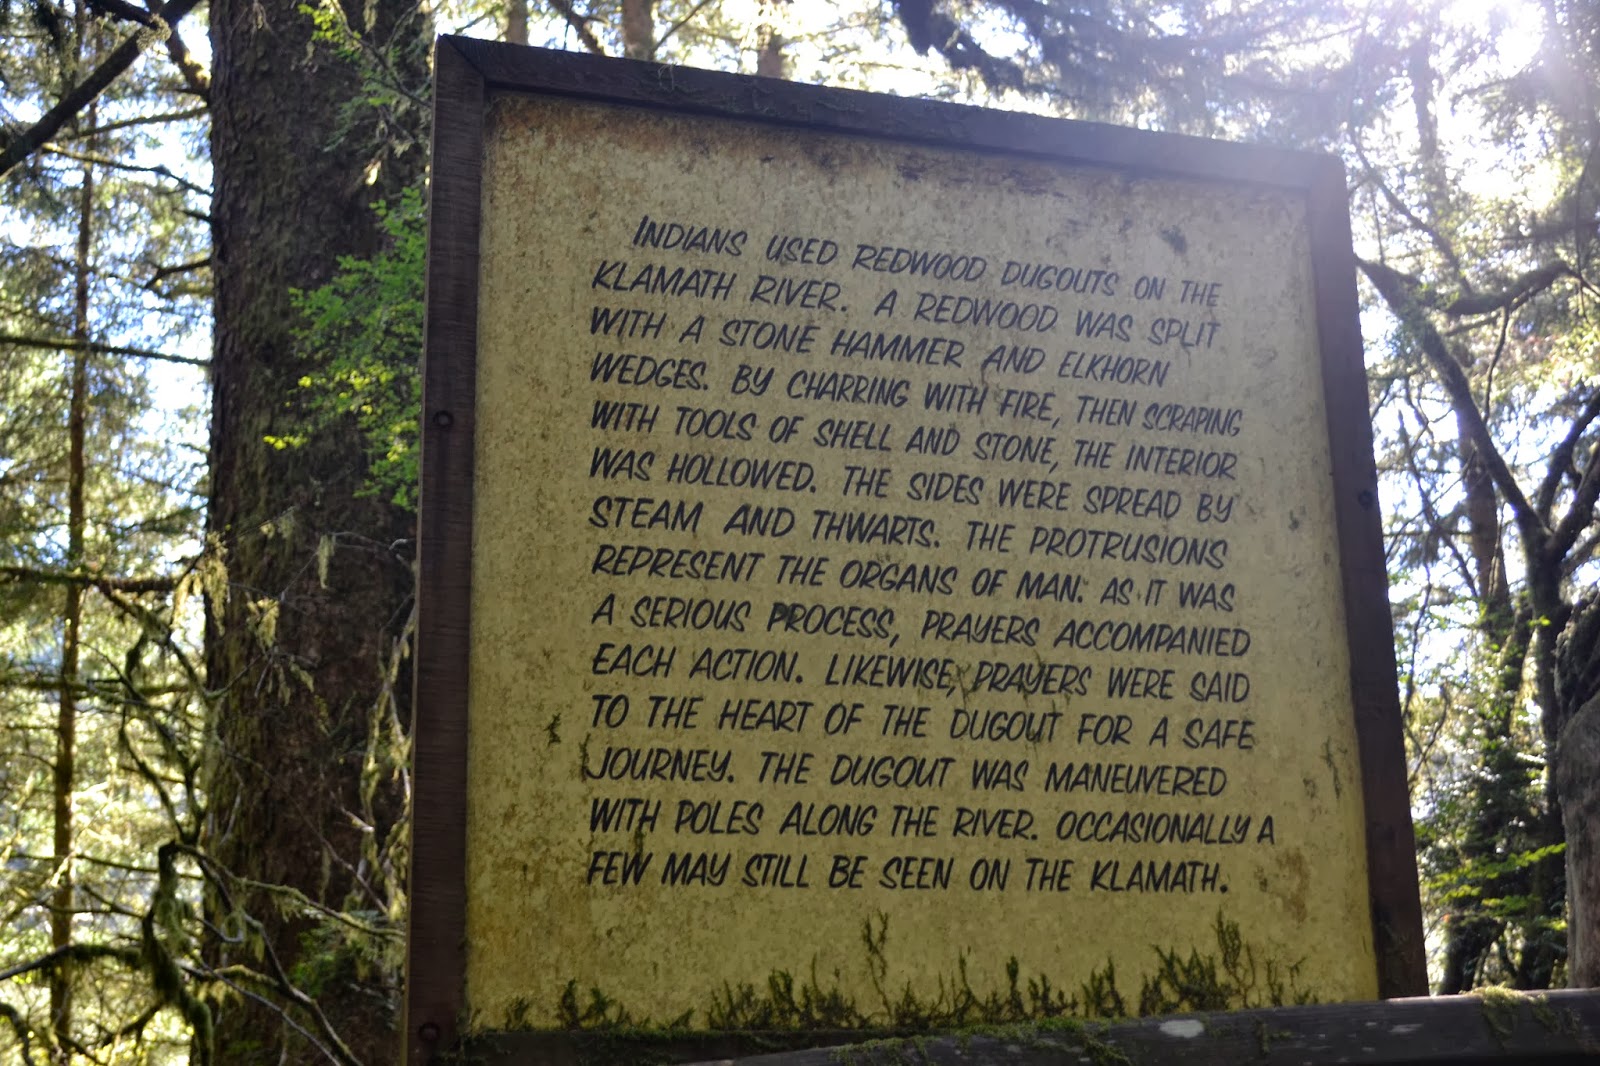 INDIANS USED REDWOOD DUGOUTS ON THE
KLAMATH RIVER. A REDWOOD WAS SPLIT
WITH A STONE HAMMER AND ELKHORN
WEDGES. BY CHARRING WITH FIRE, THEN SCRAPING
WITH TOOLS OF SHELL AND STONE, THE INTERIOR
WAS HOLLOWED. THE SIDES WERE SPREAD BY
STEAM AND THWARTS. THE PROTRUSIONS
REPRESENT THE ORGANS OF MAN. AS IT WAS
A SERIOUS PROCESS, PRAYERS ACCOMPANIED
EACH ACTION. LIKEWISE, PRAYERS WERE SAID
TO THE HEART OF THE DUGOUT FOR A SAFE
JOURNEY. THE DUGOUT WAS MANEUVERED
WITH POLES ALONG THE RIVER. OCCASIONALLY A
FEW MAY STILL BE SEEN ON THE KLAMATH.